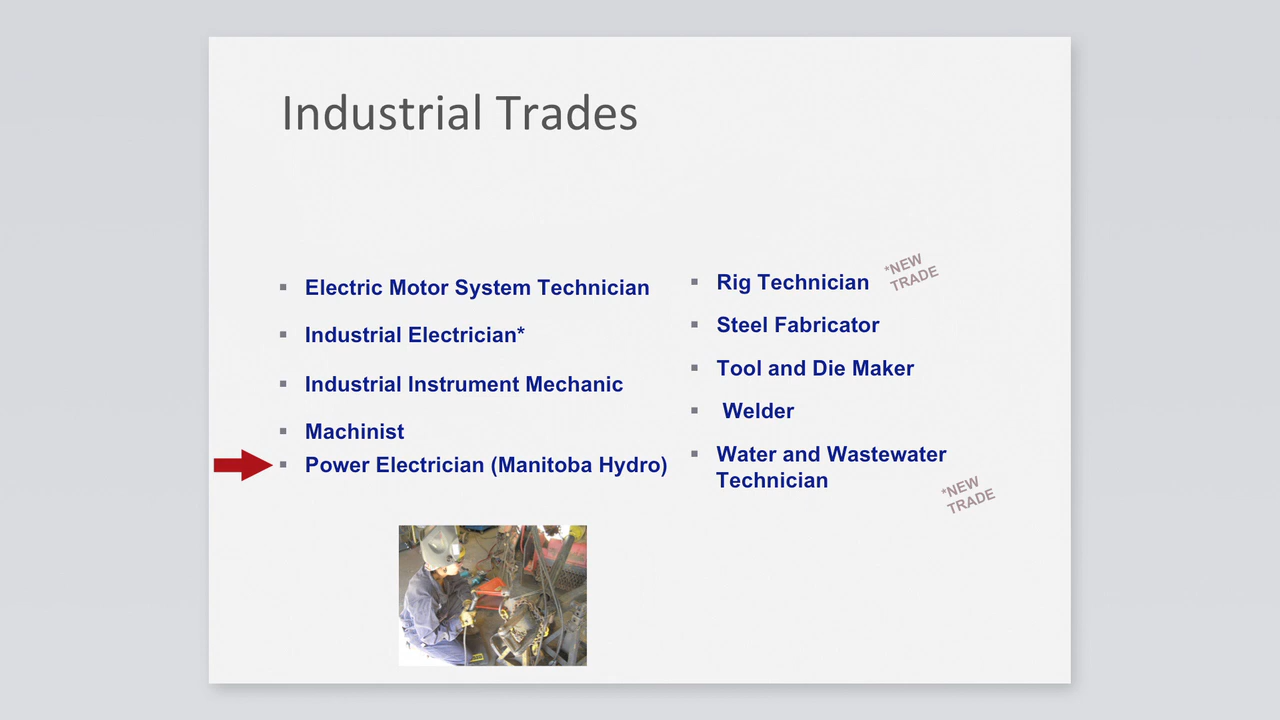 Industrial Trades
Electric Motor System Technician
Industrial Electrician*
Industrial Instrument Mechanic
Machinist
Power Electrician (Manitoba Hydro)
Rig Technician
*NEW
TRADE
Steel Fabricator
Tool and Die Maker
Welder
Water and Wastewater
Technician
*NEW
TRADE